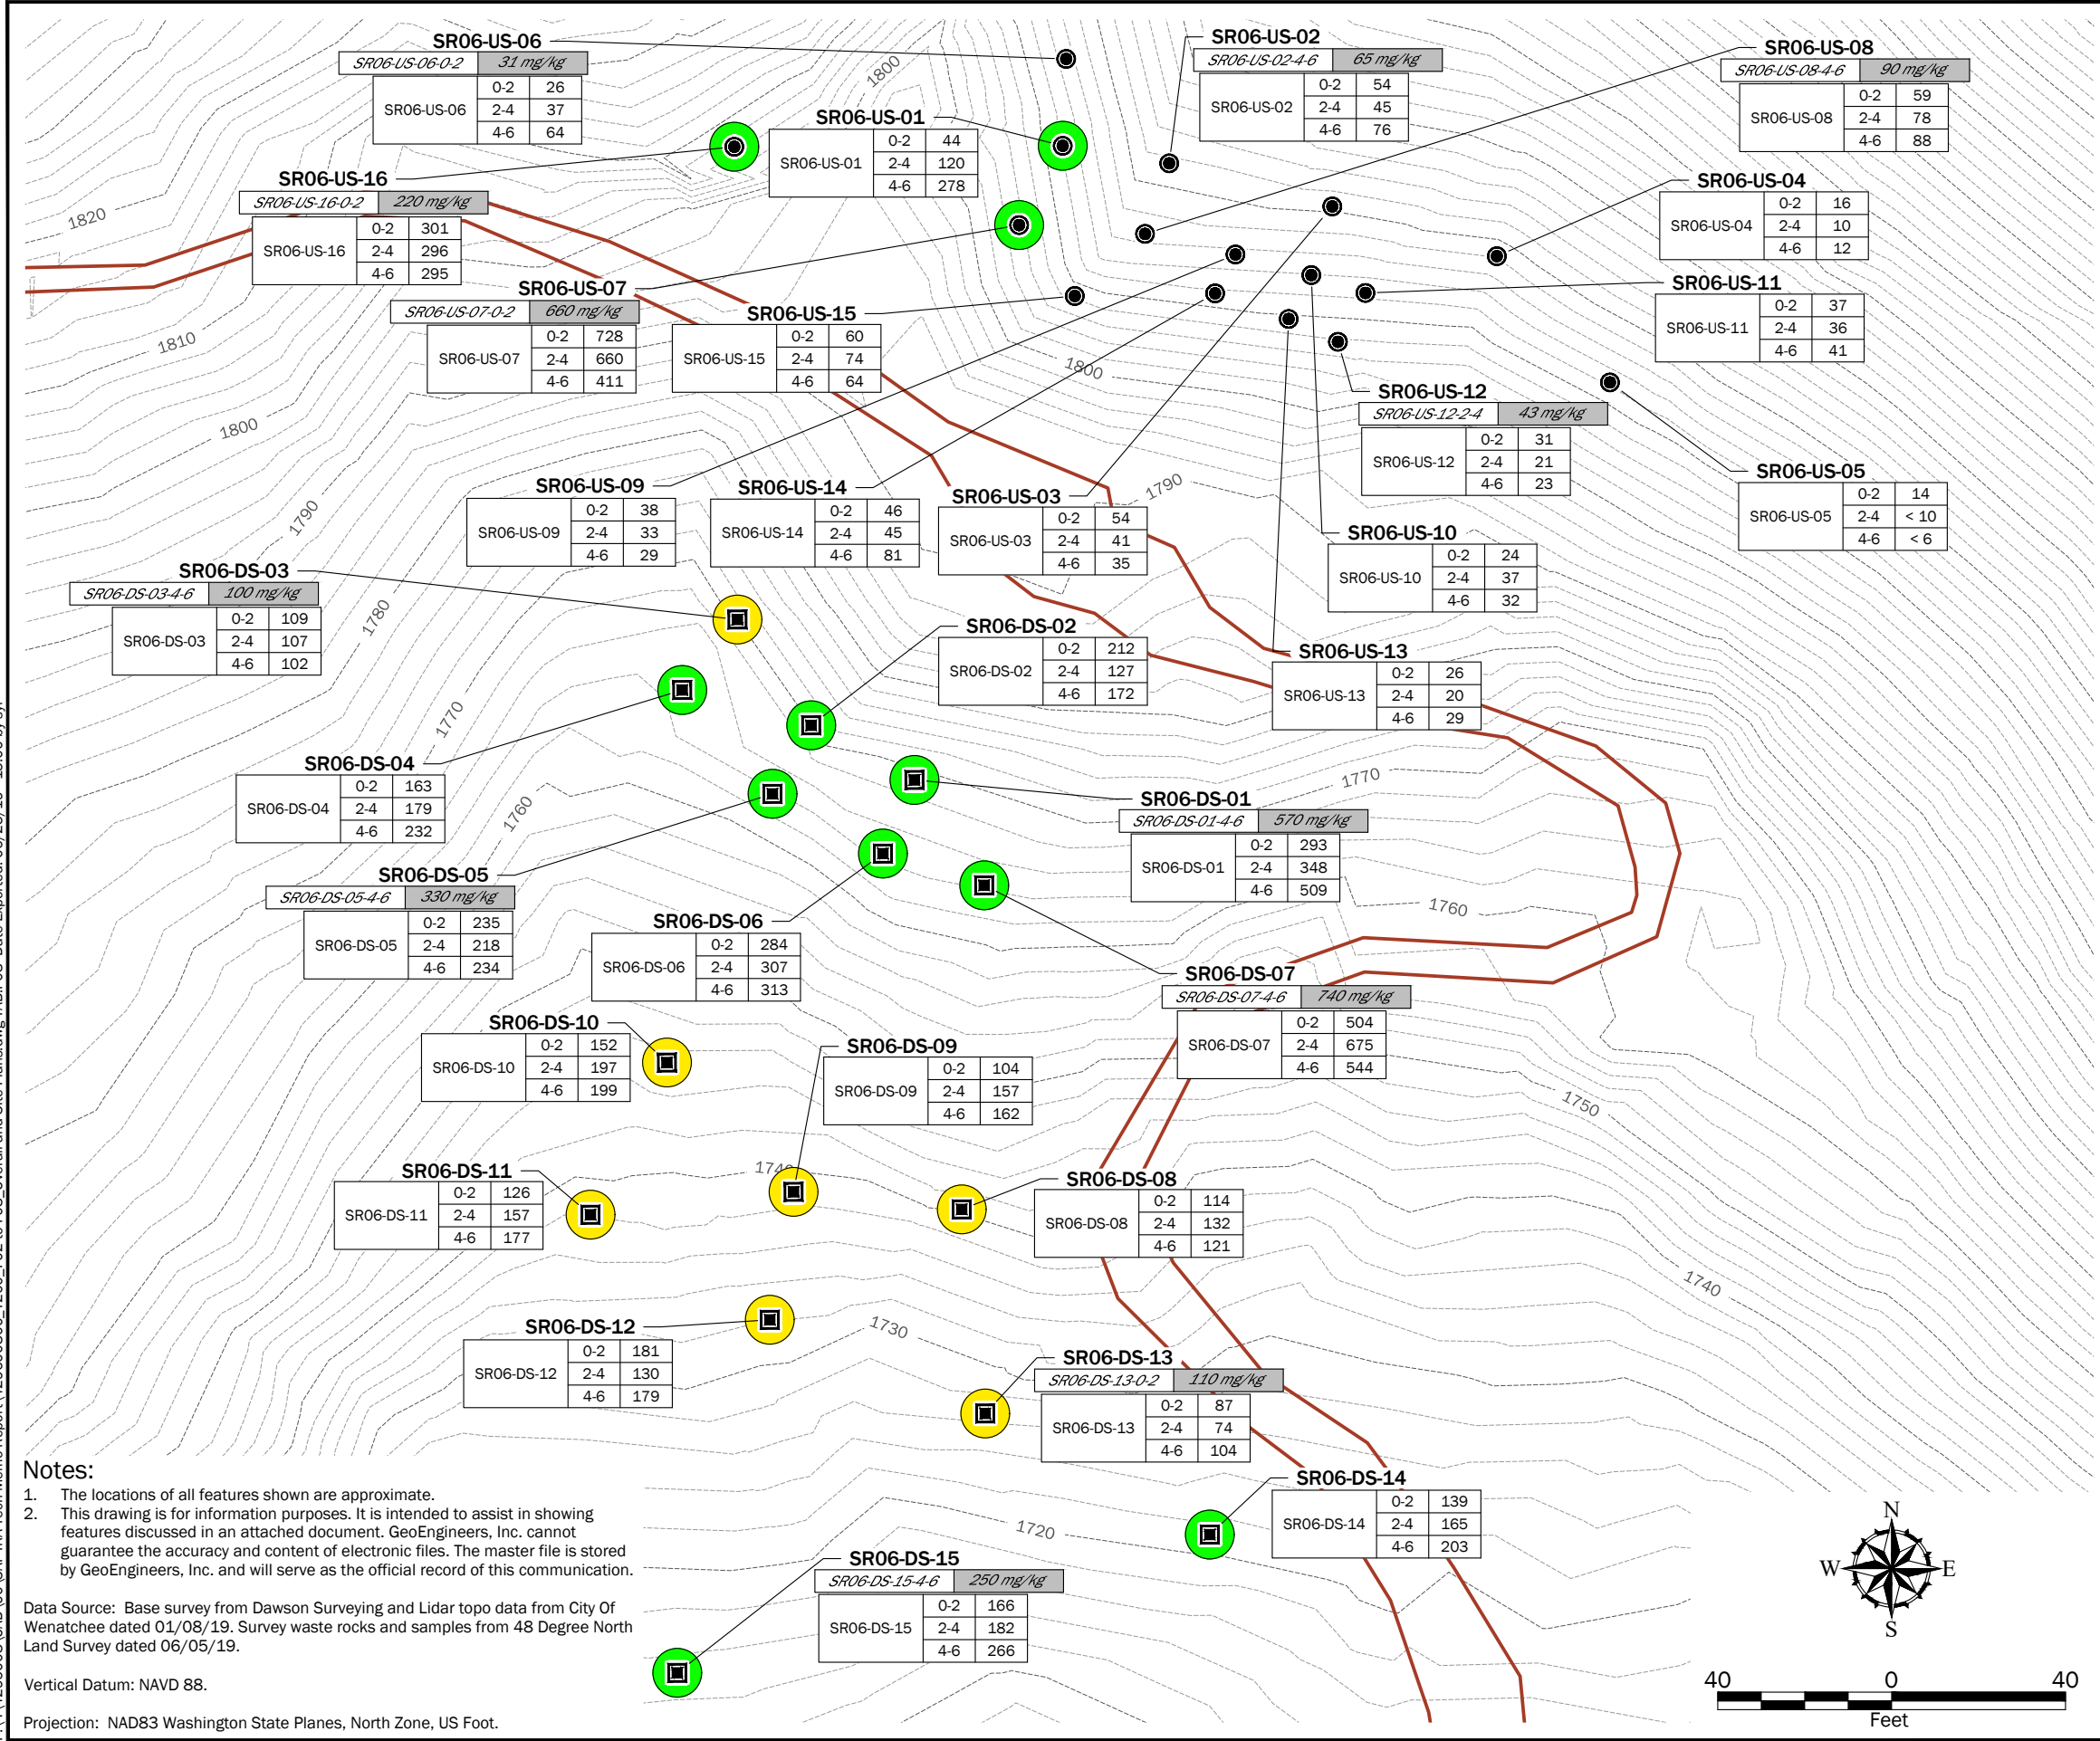 SR06-US-06
SR06-US-06-0-2 31 mg/kg
SR06-US-06
0-2 26
2-4 37
4-6 64
SR06-US-02
SR06-US-02-4-6 65 mg/kg
SR06-US-02
0-2 54
2-4 45
4-6 76
SR06-US-08
SR06-US-08-4-6 90 mg/kg
SR06-US-08
0-2 59
2-4 78
4-6 88
1800
SR06-US-01
SR06-US-01
0-2 44
2-4 120
4-6 278
SR06-US-16
SR06-US-16-0-2 220 mg/kg
SR06-US-16
0-2 301
2-4 296
4-6 295
SR06-US-04
SR06-US-04
0-2 16
2-4 10
4-6 12
1820
SR06-US-07
SR06-US-07-0-2 660 mg/kg
SR06-US-07
0-2 728
2-4 660
4-6 411
SR06-US-15
SR06-US-15
0-2 60
2-4 74
4-6 64
SR06-US-11
SR06-US-11
0-2 37
2-4 36
4-6 41
1810
1800
1800
SR06-US-12
SR06-US-12-2-4 43 mg/kg
SR06-US-12
0-2 31
2-4 21
4-6 23
SR06-US-05
SR06-US-05
0-2 14
2-4 < 10
4-6 < 6
SR06-US-09
SR06-US-09
0-2 38
2-4 33
4-6 29
SR06-US-14
SR06-US-14
0-2 46
2-4 45
4-6 81
SR06-US-03
SR06-US-03
0-2 54
2-4 41
4-6 35
1790
1790
SR06-US-10
SR06-US-10
0-2 24
2-4 37
4-6 32
SR06-DS-03
SR06-DS-03-4-6 100 mg/kg
SR06-DS-03
0-2 109
2-4 107
4-6 102
1780
SR06-DS-02
SR06-DS-02
0-2 212
2-4 127
4-6 172
SR06-US-13
SR06-US-13
0-2 26
2-4 20
4-6 29
1770
SR06-DS-04
SR06-DS-04
0-2 163
2-4 179
4-6 232
1760
1770
SR06-DS-01
SR06-DS-01-4-6 570 mg/kg
SR06-DS-01
0-2 293
2-4 348
4-6 509
SR06-DS-05
SR06-DS-05-4-6 330 mg/kg
SR06-DS-05
0-2 235
2-4 218
4-6 234
1760
SR06-DS-06
SR06-DS-06
0-2 284
2-4 307
4-6 313
SR06-DS-07
SR06-DS-07-4-6 740 mg/kg
SR06-DS-07
0-2 504
2-4 675
4-6 544
SR06-DS-10
SR06-DS-10
0-2 152
2-4 197
4-6 199
SR06-DS-09
SR06-DS-09
0-2 104
2-4 157
4-6 162
1750
SR06-DS-11
SR06-DS-11
0-2 126
2-4 157
4-6 177
1740
SR06-DS-08
SR06-DS-08
0-2 114
2-4 132
4-6 121
1740
SR06-DS-12
SR06-DS-12
0-2 181
2-4 130
4-6 179
1730
SR06-DS-13
SR06-DS-13-0-2 110 mg/kg
SR06-DS-13
0-2 87
2-4 74
4-6 104
SR06-DS-14
SR06-DS-14
0-2 139
2-4 165
4-6 203
1720
SR06-DS-15
SR06-DS-15-4-6 250 mg/kg
SR06-DS-15
0-2 166
2-4 182
4-6 266
Notes:
1. The locations of all features shown are approximate.
2. This drawing is for information purposes. It is intended to assist in showing
features discussed in an attached document. GeoEngineers, Inc. cannot
guarantee the accuracy and content of electronic files. The master file is stored
by GeoEngineers, Inc. and will serve as the official record of this communication.
Data Source: Base survey from Dawson Surveying and Lidar topo data from City Of
Wenatchee dated 01/08/19. Survey waste rocks and samples from 48 Degree North
Land Survey dated 06/05/19.
Vertical Datum: NAVD 88.
Projection: NAD83 Washington State Planes, North Zone, US Foot.
N
W E
S
40 0 40
Feet